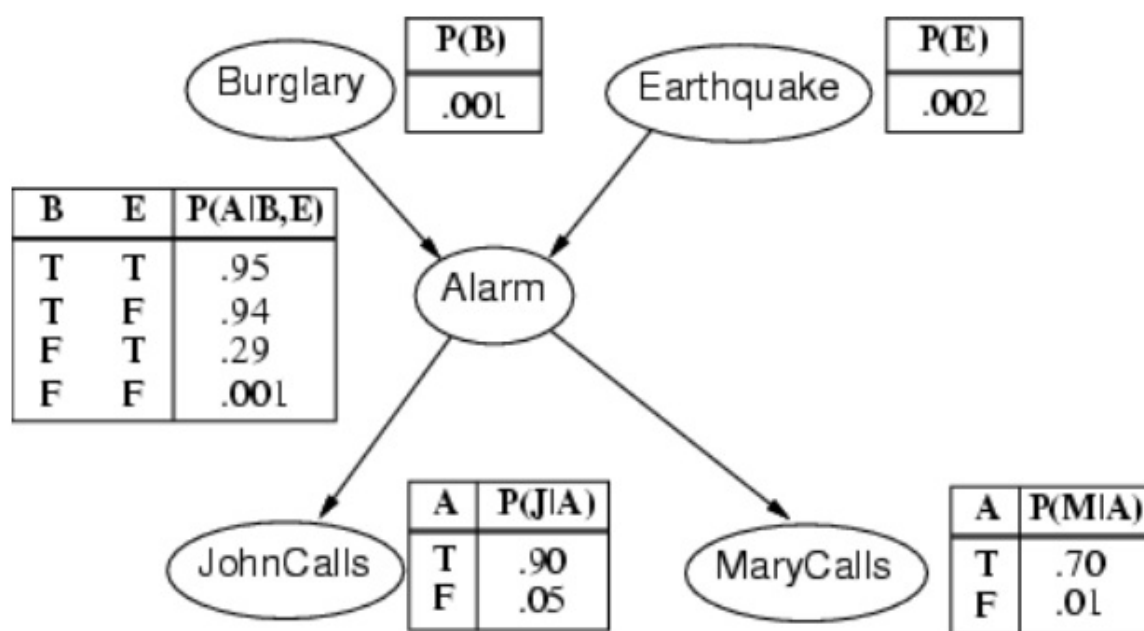 P(B)
.001
Burglary
P(E)
.002
Earthquake
B E P(A|B,E)
T T .95
T F .94
F T .29
F F .001
Alarm
JohnCalls
A P(J|A)
T .90
F .05
MaryCalls
A P(M|A)
T .70
F .01